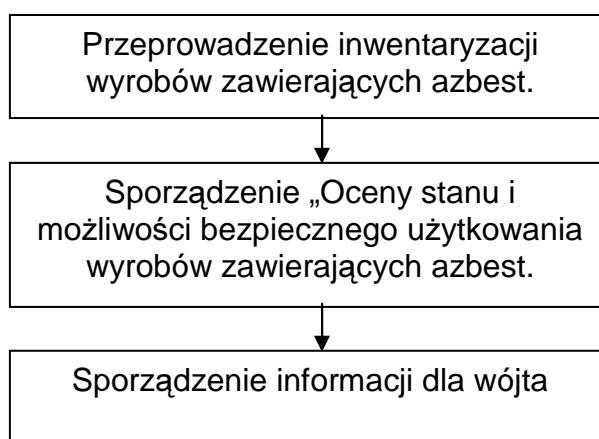 Przeprowadzenie inwentaryzacji
wyrobów zawierających azbest.
Sporządzenie „Oceny stanu i
możliwości bezpiecznego użytkowania
wyrobów zawierających azbest.
Sporządzenie informacji dla wójta